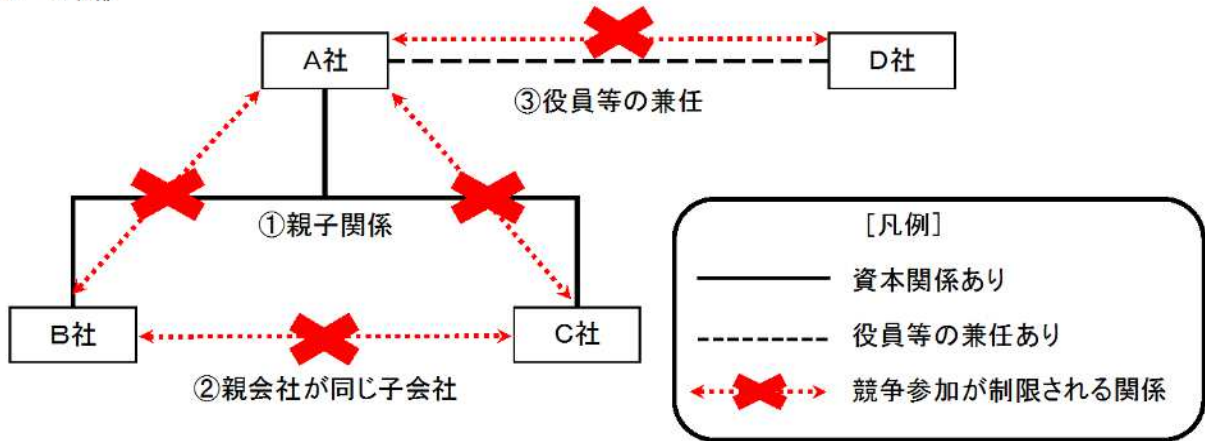 A社
D社
③役員等の兼任
①親子関係
[凡例]
資本関係あり
B社
C社
役員等の兼任あり
②親会社が同じ子会社
競争参加が制限される関係